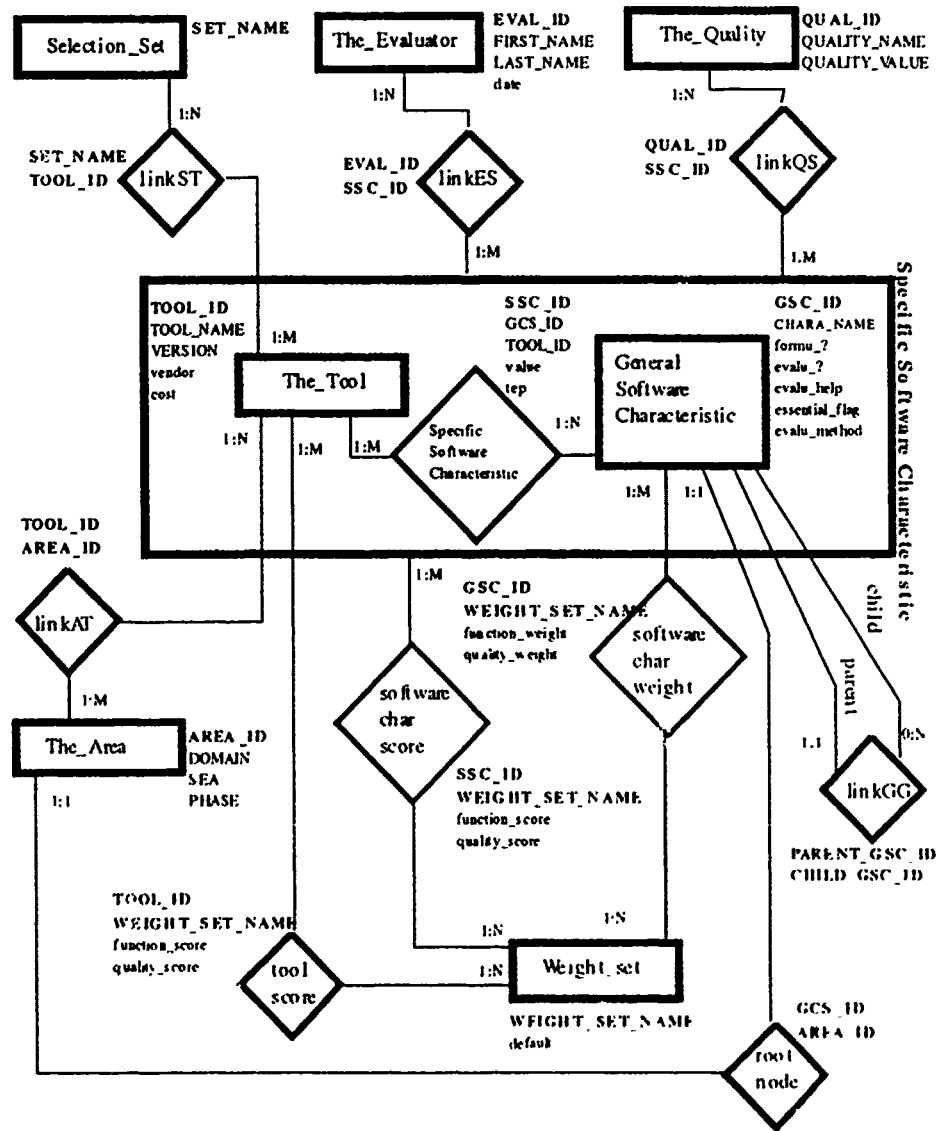 Selection_Set
SET_NAME
The_Evaluator
EVAL_ID
FIRST_NAME
LAST_NAME
date
The_Quality
QUAL_ID
QUALITY_NAME
QUALITY_VALUE
1:N
1:N
1:N
SET_NAME
TOOL_ID
linkST
EVAL_ID
SSC_ID
linkES
QUAL_ID
SSC_ID
linkQS
1:M
1.M
Specific Software Characteristic
TOOL_ID
TOOL_NAME
VERSION
vendor
cost
1:M
The_Tool
SSC_ID
GCS_ID
TOOL_ID
value
tep
General
Software
Characteristic
GSC_ID
CHARA_NAME
formu_?
evalu_?
evalu_help
essential_flag
evalu_method
1:N
1:M
1:M
Specific
Software
Characteristic
1:N
1:M
1:1
TOOL_ID
AREA_ID
linkAT
1:M
The_Area
AREA_ID
DOMAIN
SEA
PHASE
1:1
1:M
GSC_ID
WEIGHT_SET_NAME
function_weight
quality_weight
software
char
weight
software
char
score
SSC_ID
WEIGHT_SET_NAME
function_score
quality_score
child
parent
1.1
0:N
linkGG
PARENT_GSC_ID
CHILD_GSC_ID
TOOL_ID
WEIGHT_SET_NAME
function_score
quality_score
tool
score
1:N
1:N
1:N
Weight_set
WEIGHT_SET_NAME
default
GCS_ID
AREA_ID
root
node